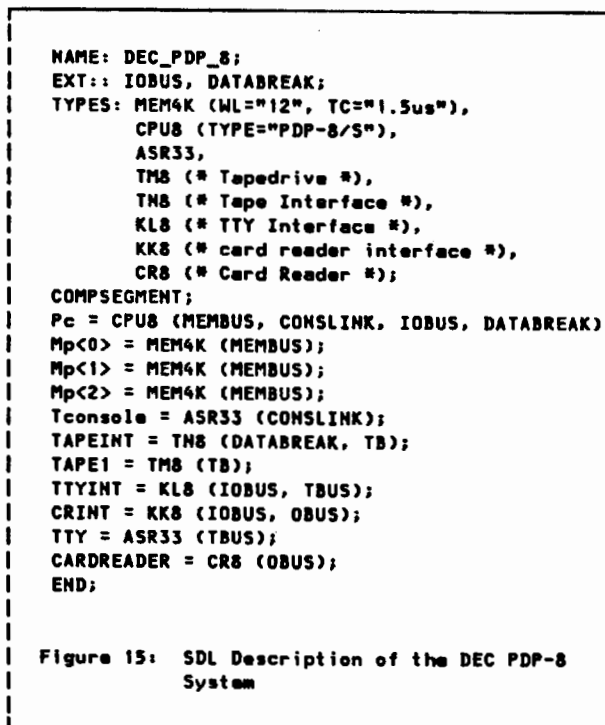 NAME: DEC_PDP_8;
EXT:: IOBUS, DATABREAK;
TYPES: MEM4K (WL="12", TC="1.5us"),
CPU8 (TYPE="PDP-8/S"),
ASR33,
TM8 (* Tapedrive *),
TN8 (* Tape Interface *),
KL8 (* TTY Interface *),
KK8 (* card reader interface *),
CR8 (* Card Reader *);
COMPSEGMENT;
Pc = CPU8 (MEMBUS, CONSLINK, IOBUS, DATABREAK)
Mp<0> = MEM4K (MEMBUS);
Mp<1> = MEM4K (MEMBUS);
Mp<2> = MEM4K (MEMBUS);
Tconsole = ASR33 (CONSLINK);
TAPEINT = TN8 (DATABREAK, TB);
TAPE1 = TM8 (TB);
TTYINT = KL8 (IOBUS, TBUS);
CRINT = KK8 (IOBUS, OBUS);
TTY = ASR33 (TBUS);
CARDREADER = CR8 (OBUS);
END;
Figure 15: SDL Description of the DEC PDP-8
System